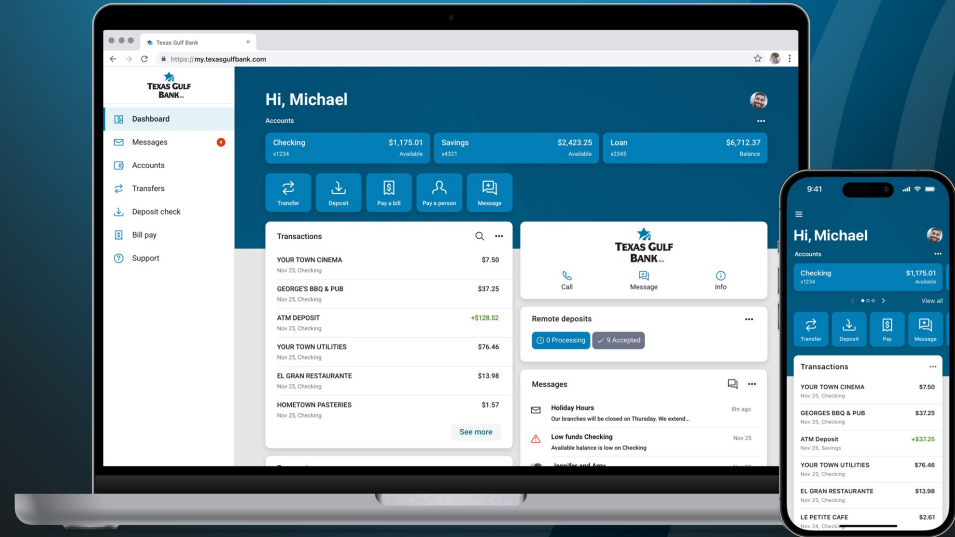 Texas Gulf Bank
https://my.texasgulfbank.com
TEXAS GULF
BANK
Dashboard
Messages
4
Accounts
Transfers
Deposit check
Bill pay
Support
Hi, Michael
Accounts
Checking
$1,175.01
x1234
Available
Savings
$2,423.25
x4321
Available
Loan
$6,712.37
x2345
Balance
Transfer
Deposit
Pay a bill
Pay a person
Message
Transactions
YOUR TOWN CINEMA
$7.50
Nov 25, Checking
GEORGE'S BBQ & PUB
$37.25
Nov 25, Checking
ATM DEPOSIT
+$128.52
Nov 25, Checking
YOUR TOWN UTILITIES
$76.46
Nov 25, Checking
EL GRAN RESTAURANTE
$13.98
Nov 25, Checking
HOMETOWN PASTERIES
$1.57
Nov 25, Checking
See more
TEXAS GULF
BANK
Call
Message
Info
Remote deposits
0 Processing
9 Accepted
Messages
Holiday Hours
8hr ago
Our branches will be closed on Thursday. We extend...
Low funds Checking
Nov 25
Available balance is low on Checking
Jennifer and Amy
9:41
Hi, Michael
Accounts
Checking
$1,175.01
x1234
Available
View all
Transfer
Deposit
Pay
Message
Transactions
YOUR TOWN CINEMA
$7.50
Nov 25, Checking
GEORGES BBQ & PUB
$37.25
Nov 25, Checking
ATM Deposit
+$37.25
Nov 25, Savings
YOUR TOWN UTILITIES
$76.46
Nov 25, Checking
EL GRAN RESTAURANTE
$13.98
Nov 25, Checking
LE PETITE CAFE
$2.61
Nov 24, Checking